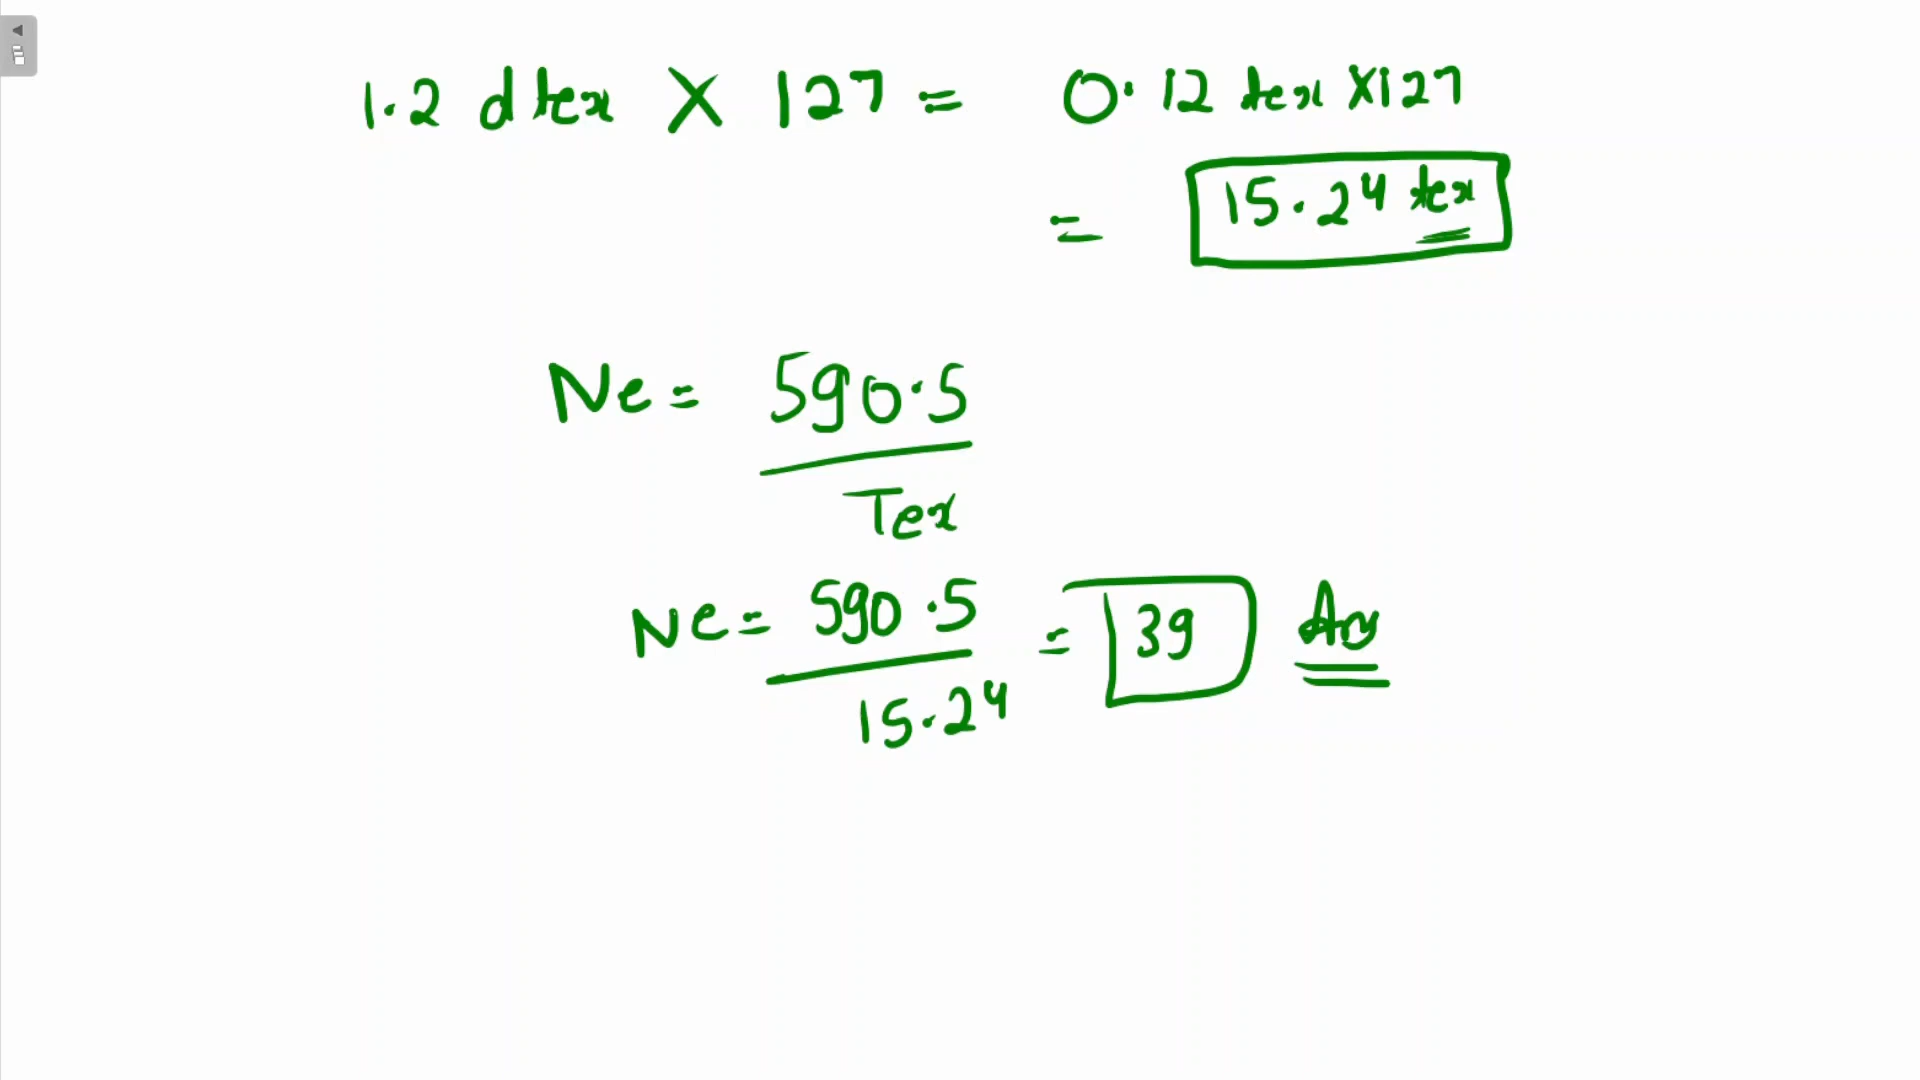 1.2 dtex X 127 = 0.12 tex X127
= 15.24 tex
Ne = 590.5
Tex
Ne = 590.5 = 39 Ans
15.24